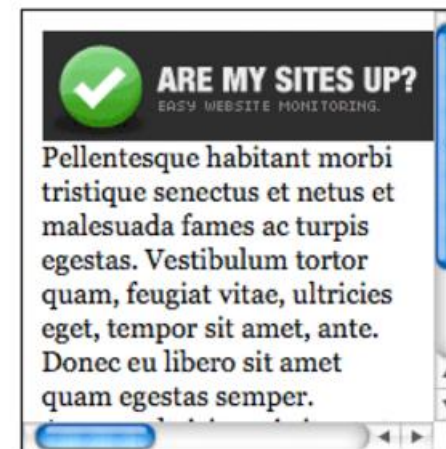 ARE MY SITES UP?
EASY WEBSITE MONITORING.
Pellentesque habitant morbi
tristique senectus et netus et
malesuada fames ac turpis
egestas. Vestibulum tortor
quam, feugiat vitae, ultricies
eget, tempor sit amet, ante.
Donec eu libero sit amet
quam egestas semper.